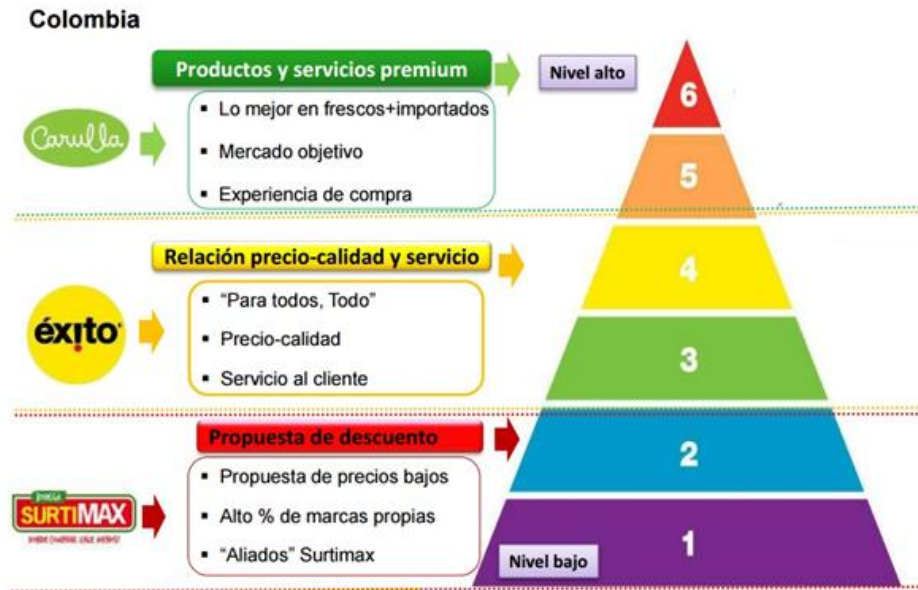 Colombia
Productos y servicios premium
Nivel alto
Carulla
▪ Lo mejor en frescos+importados
▪ Mercado objetivo
▪ Experiencia de compra
6
5
Relación precio-calidad y servicio
éxito
▪ “Para todos, Todo”
▪ Precio-calidad
▪ Servicio al cliente
4
3
Propuesta de descuento
SURTIMAX
▪ Propuesta de precios bajos
▪ Alto % de marcas propias
▪ “Aliados” Surtimax
2
1
Nivel bajo